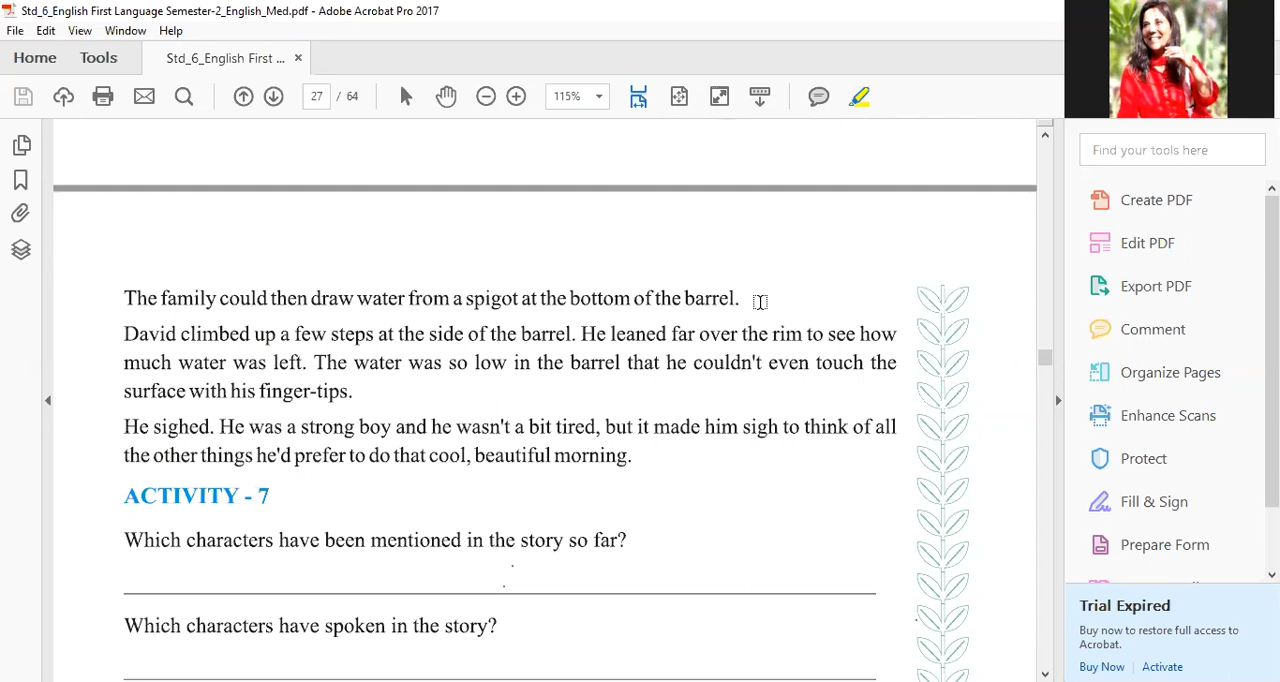 Std_6_English First Language Semester-2_English_Med.pdf - Adobe Acrobat Pro 2017
File Edit View Window Help
Home Tools Std_6_English First ... ×
27 / 64 115%
Find your tools here
Create PDF
Edit PDF
Export PDF
Comment
Organize Pages
Enhance Scans
Protect
Fill & Sign
Prepare Form
Trial Expired
Buy now to restore full access to
Acrobat.
Buy Now Activate
The family could then draw water from a spigot at the bottom of the barrel.
David climbed up a few steps at the side of the barrel. He leaned far over the rim to see how
much water was left. The water was so low in the barrel that he couldn't even touch the
surface with his finger-tips.
He sighed. He was a strong boy and he wasn't a bit tired, but it made him sigh to think of all
the other things he'd prefer to do that cool, beautiful morning.
ACTIVITY - 7
Which characters have been mentioned in the story so far?
Which characters have spoken in the story?